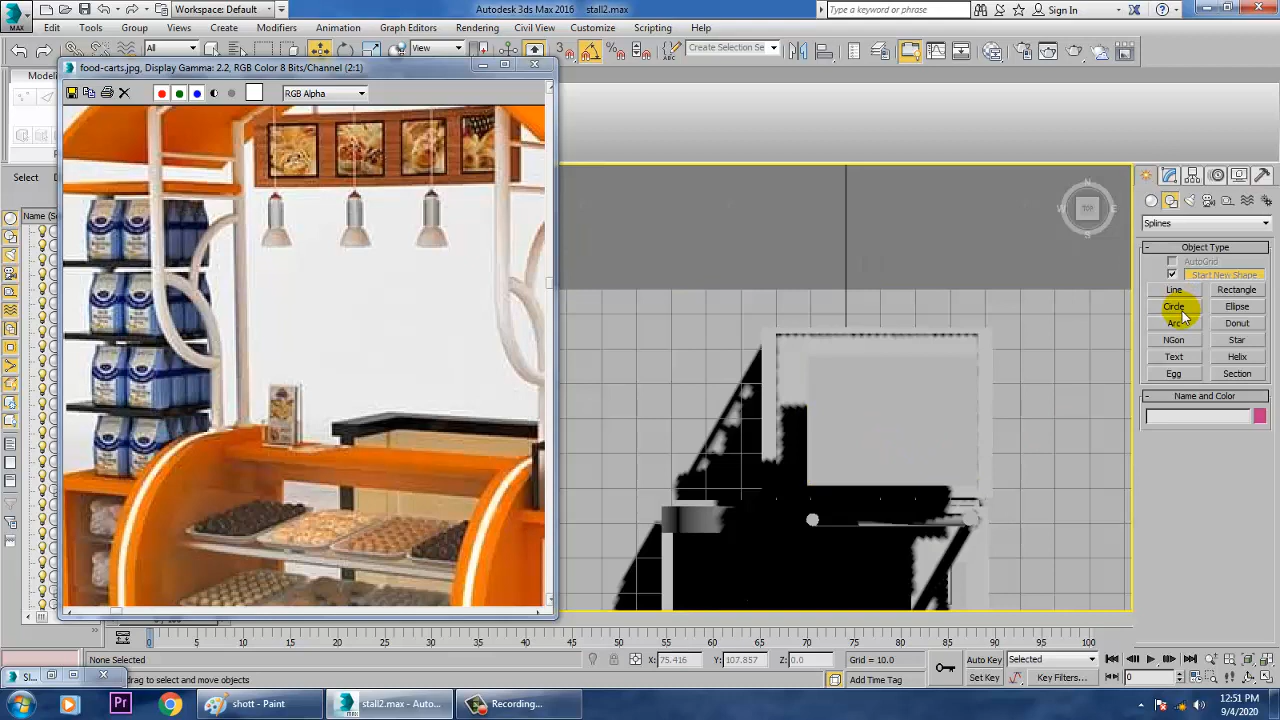 Workspace: Default
Autodesk 3ds Max 2016
stall2.max
Type a keyword or phrase
Sign In
MAX
Edit
Tools
Group
Views
Create
Modifiers
Animation
Graph Editors
Rendering
Civil View
Customize
Scripting
Help
All
View
Create Selection Se
food-carts.jpg, Display Gamma: 2.2, RGB Color 8 Bits/Channel (2:1)
RGB Alpha
Select
N
W
E
S
TOP
Splines
Object Type
AutoGrid
Start New Shape
Line
Rectangle
Circle
Ellipse
Arc
Donut
NGon
Star
Text
Helix
Egg
Section
Name and Color
0 5 10 15 20 25 30 35 40 45 50 55 60 65 70 75 80 85 90 95 100
None Selected
X: 75.416
Y: 107.857
Z: 0.0
Grid = 10.0
Auto Key
Selected
drag to select and move objects
Add Time Tag
Set Key
Key Filters...
0
shott - Paint
stall2.max - Auto...
Recording...
12:51 PM
9/4/2020